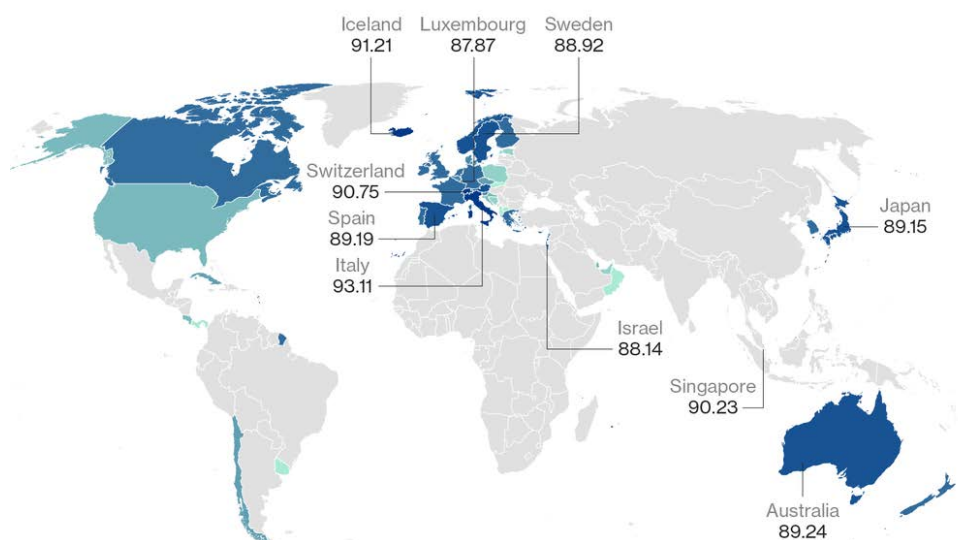 Iceland
91.21
Luxembourg
87.87
Sweden
88.92
Switzerland
90.75
Spain
89.19
Italy
93.11
Japan
89.15
Israel
88.14
Singapore
90.23
Australia
89.24